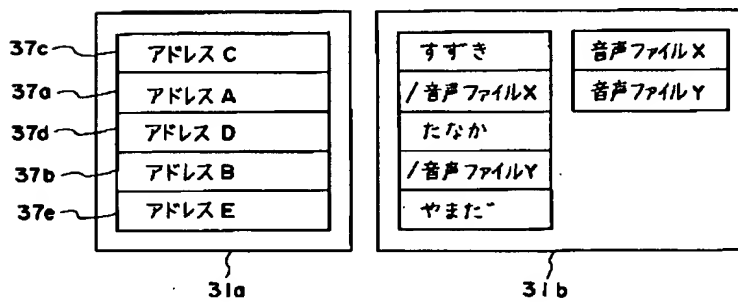 37c アドレス C すずき 音声ファイル X
37a アドレス A /音声ファイルX 音声ファイル Y
37d アドレス D たなか
37b アドレス B /音声ファイルY
37e アドレス E やまだ
31a 31b